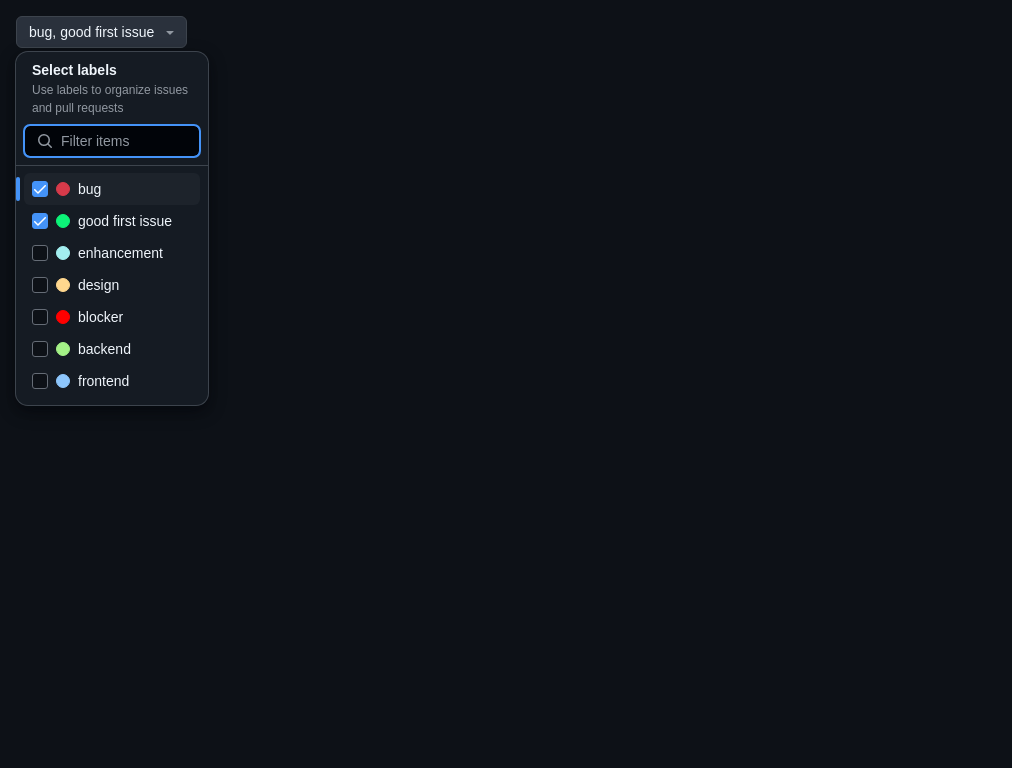 bug, good first issue
Select labels
Use labels to organize issues
and pull requests
Filter items
bug
good first issue
enhancement
design
blocker
backend
frontend